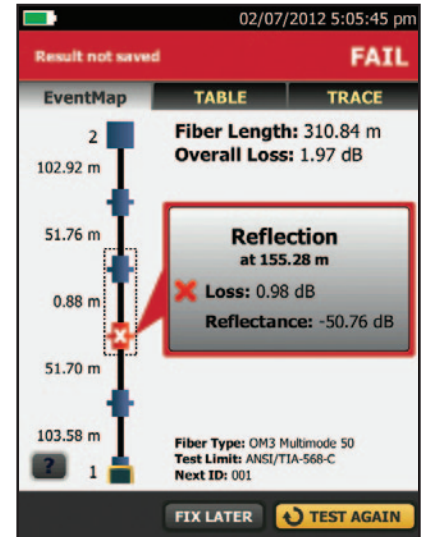 02/07/2012 5:05:45 pm
Result not saved
FAIL
EventMap
TABLE
TRACE
2
102.92 m
51.76 m
0.88 m
51.70 m
103.58 m
1
?
Fiber Length: 310.84 m
Overall Loss: 1.97 dB
Reflection
at 155.28 m
Loss: 0.98 dB
Reflectance: -50.76 dB
Fiber Type: OM3 Multimode 50
Test Limit: ANSI/TIA-568-C
Next ID: 001
FIX LATER
TEST AGAIN